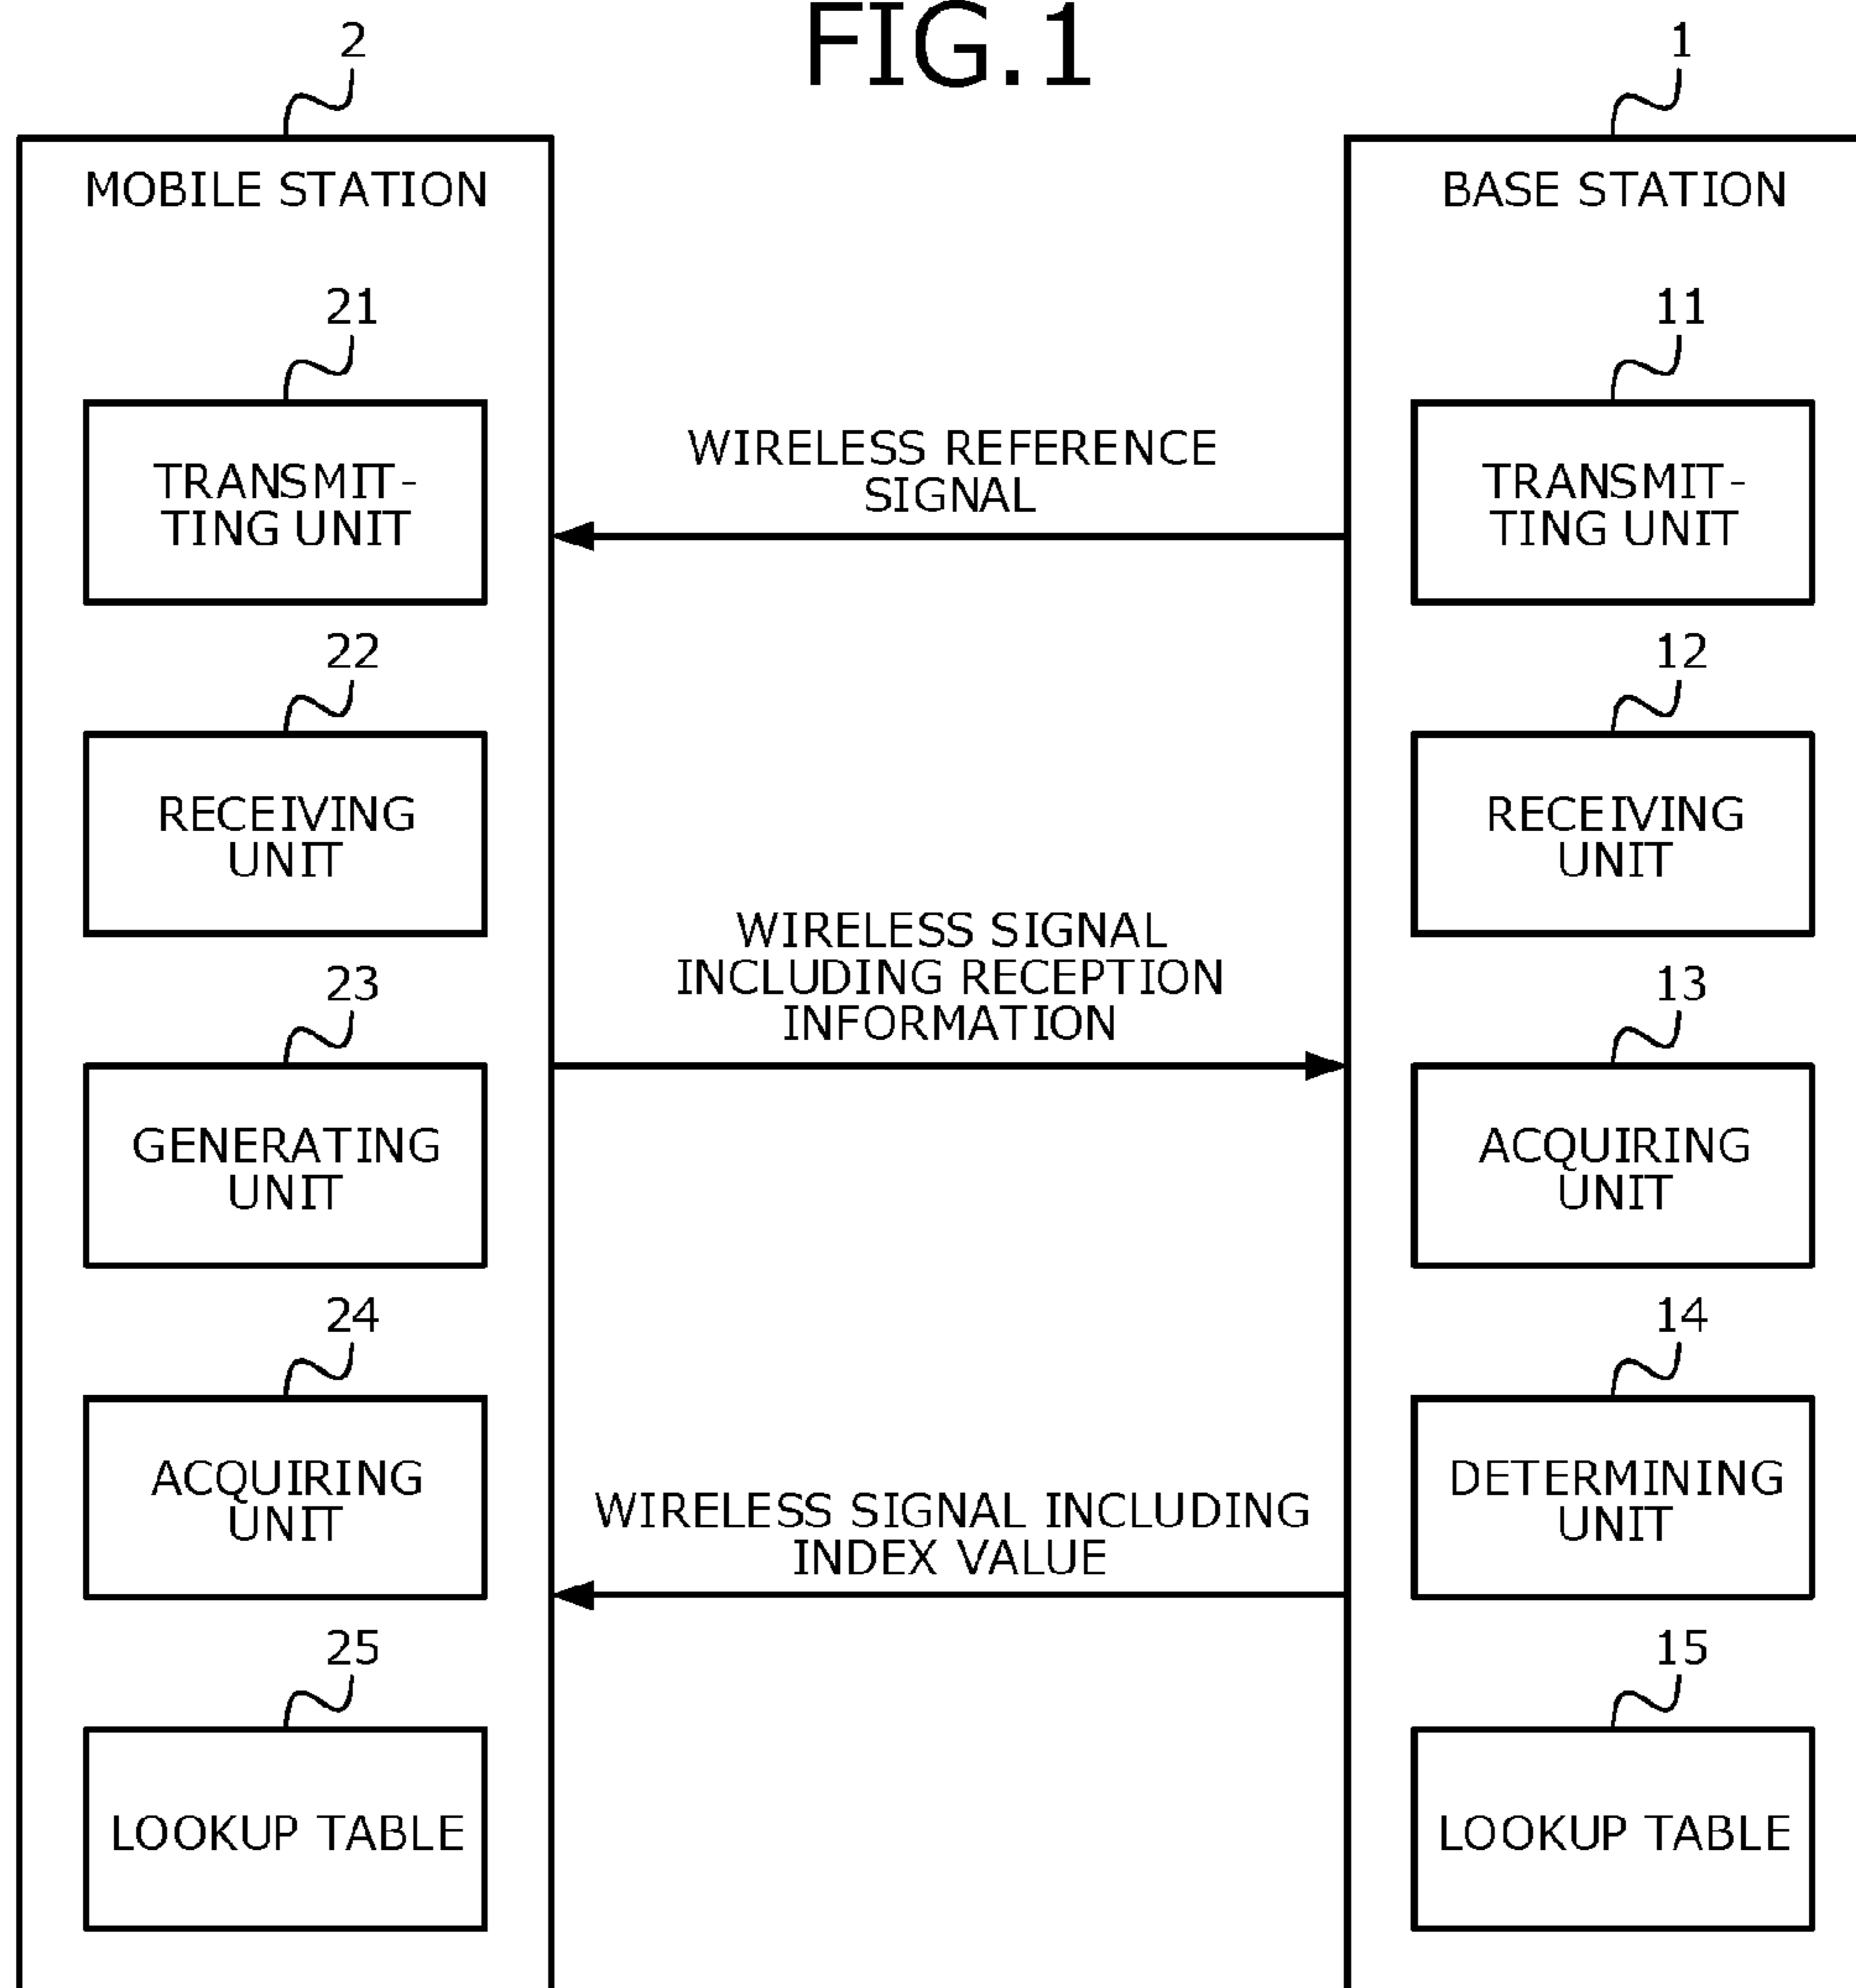 FIG.1
2
MOBILE STATION
21
TRANSMIT-
TING UNIT
22
RECEIVING
UNIT
23
GENERATING
UNIT
24
ACQUIRING
UNIT
25
LOOKUP TABLE
WIRELESS REFERENCE
SIGNAL
WIRELESS SIGNAL
INCLUDING RECEPTION
INFORMATION
WIRELESS SIGNAL INCLUDING
INDEX VALUE
1
BASE STATION
11
TRANSMIT-
TING UNIT
12
RECEIVING
UNIT
13
ACQUIRING
UNIT
14
DETERMINING
UNIT
15
LOOKUP TABLE